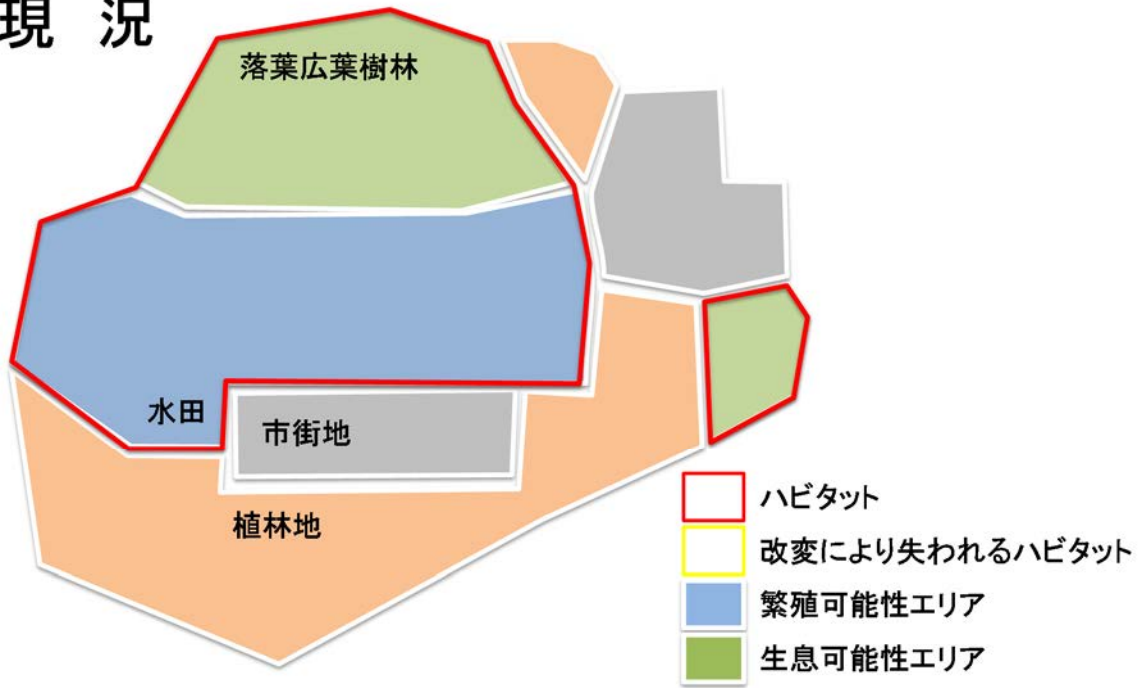 現 況
落葉広葉樹林
水田
市街地
植林地
ハビタット
改変により失われるハビタット
繁殖可能性エリア
生息可能性エリア